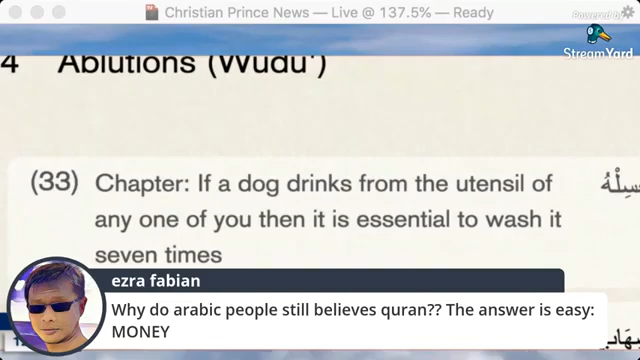 Christian Prince News — Live @ 137.5% — Ready
Powered by
StreamYard
4 Ablutions (Wudu')
(33) Chapter: If a dog drinks from the utensil of
any one of you then it is essential to wash it
seven times
ezra fabian
Why do arabic people still believes quran?? The answer is easy:
MONEY